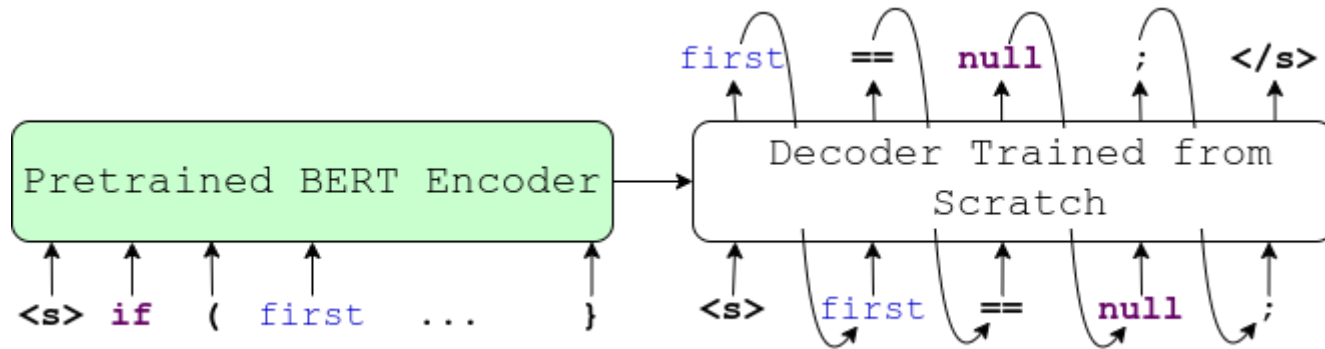 first == null ; </s>
Pretrained BERT Encoder
Decoder Trained from
Scratch
<s> if ( first ... }
<s> first == null ;